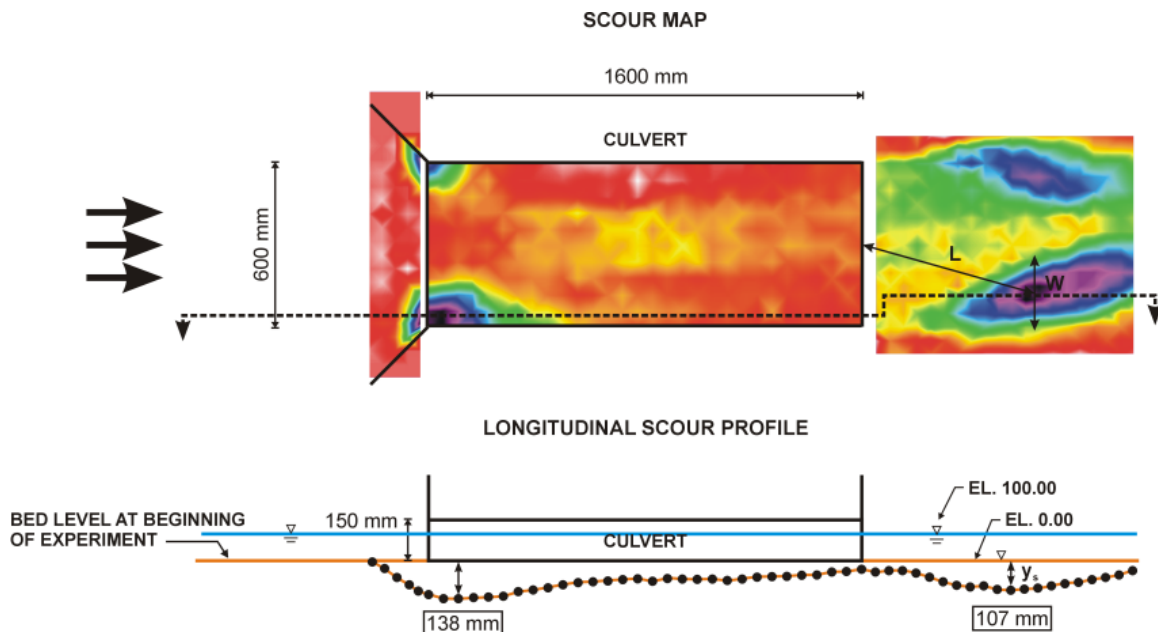 SCOUR MAP
1600 mm
CULVERT
600 mm
L
W
LONGITUDINAL SCOUR PROFILE
EL. 100.00
BED LEVEL AT BEGINNING
OF EXPERIMENT
150 mm
EL. 0.00
CULVERT
ys
138 mm
107 mm